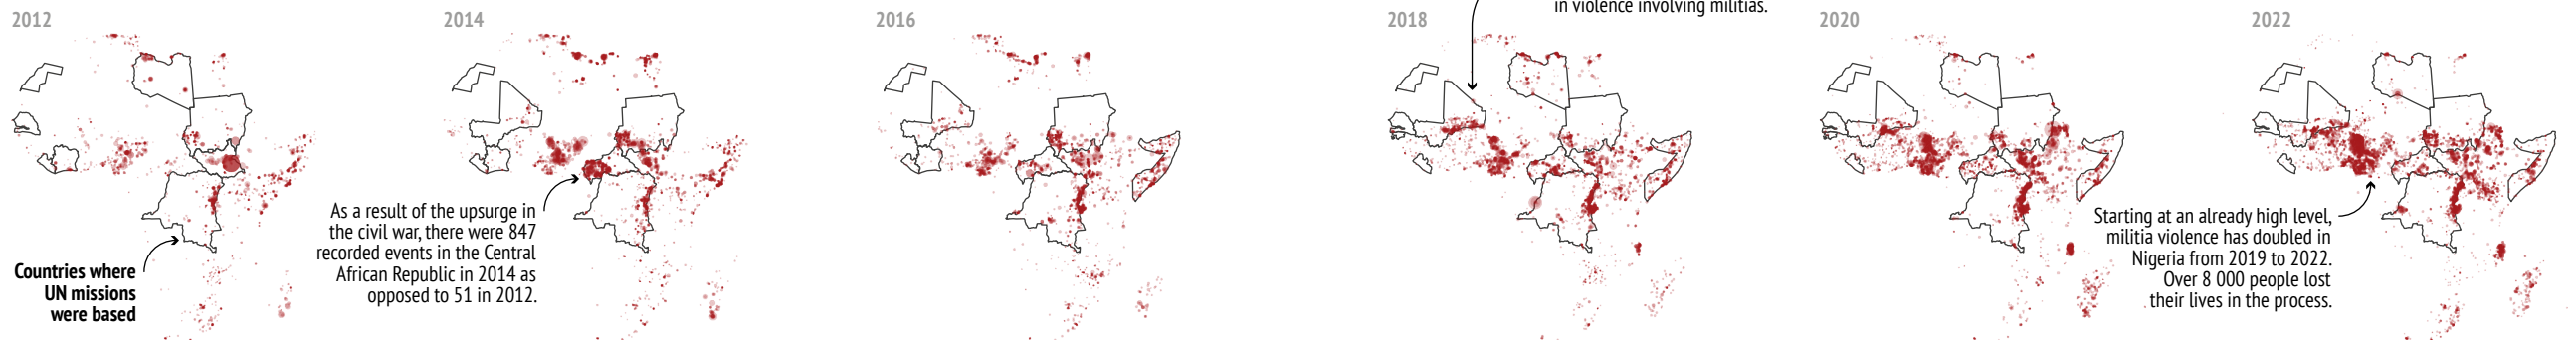 2012
2014
2016
2018
2020
2022
in violence involving militias.
As a result of the upsurge in
the civil war, there were 847
recorded events in the Central
African Republic in 2014 as
opposed to 51 in 2012.
Countries where
UN missions
were based
Starting at an already high level,
militia violence has doubled in
Nigeria from 2019 to 2022.
Over 8 000 people lost
their lives in the process.